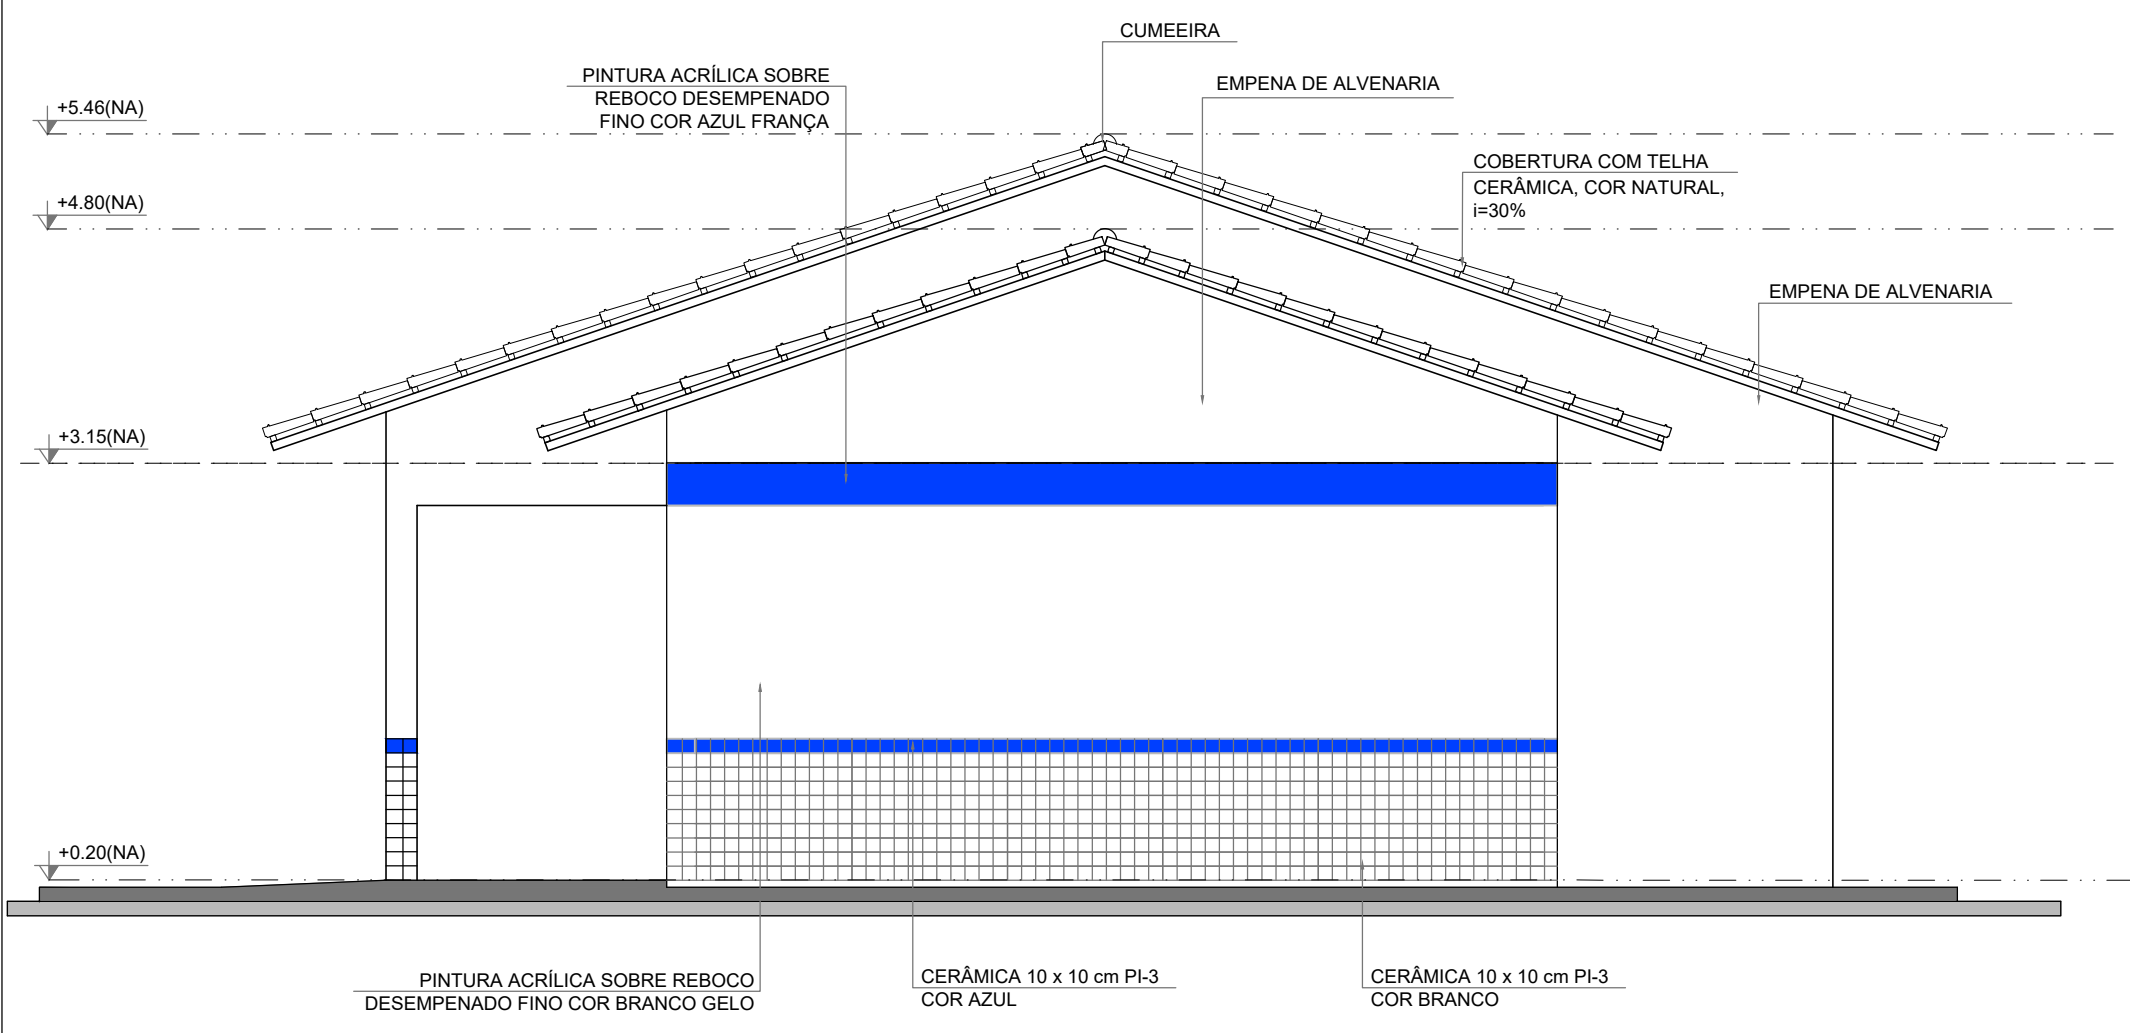 CUMEEIRA
PINTURA ACRÍLICA SOBRE
REBOCO DESEMPENADO
FINO COR AZUL FRANÇA
EMPENA DE ALVENARIA
+5.46(NA)
COBERTURA COM TELHA
CERÂMICA, COR NATURAL,
i=30%
+4.80(NA)
EMPENA DE ALVENARIA
+3.15(NA)
+0.20(NA)
PINTURA ACRÍLICA SOBRE REBOCO
DESEMPENADO FINO COR BRANCO GELO
CERÂMICA 10 x 10 cm PI-3
COR AZUL
CERÂMICA 10 x 10 cm PI-3
COR BRANCO